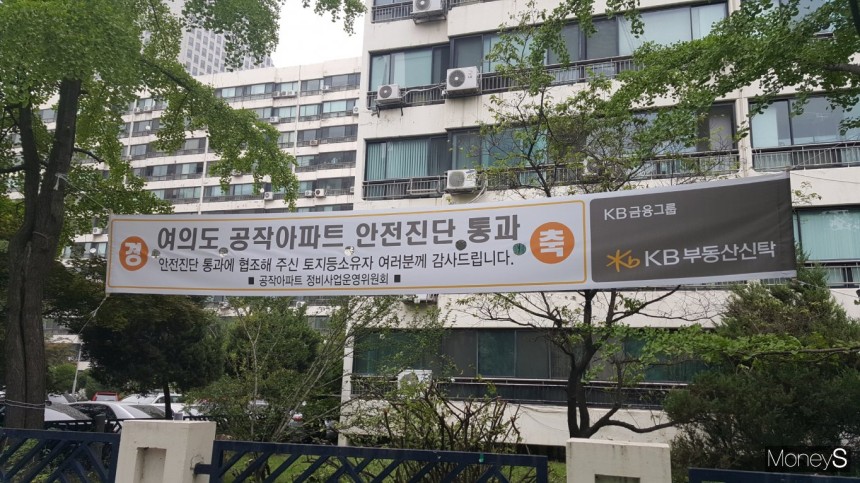 경 축
여의도 공작아파트 안전진단 통과
안전진단 통과에 협조해 주신 토지등소유자 여러분께 감사드립니다.
■ 공작아파트 정비사업운영위원회 ■
KB금융그룹
KB부동산신탁
MoneyS